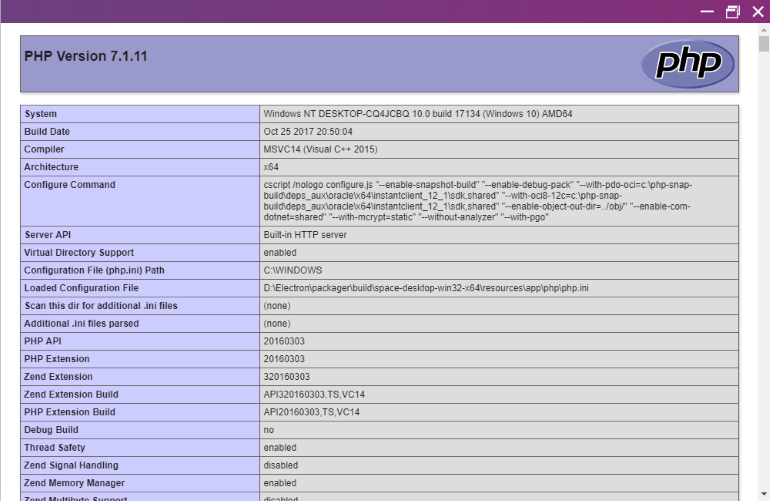 PHP Version 7.1.11
php
System Windows NT DESKTOP-CQ4JCBQ 10.0 build 17134 (Windows 10) AMD64
Build Date Oct 25 2017 20:50:04
Compiler MSVC14 (Visual C++ 2015)
Architecture x64
Configure Command cscript /nologo configure.js "--enable-snapshot-build" "--enable-debug-pack" "--with-pdo-oci=c:\php-snap-
build\deps_aux\oracle\x64\instantclient_12_1\sdk,shared" "--with-oci8-12c=c:\php-snap-
build\deps_aux\oracle\x64\instantclient_12_1\sdk,shared" "--enable-object-out-dir=../obj/" "--enable-com-
dotnet=shared" "--with-mcrypt=static" "--without-analyzer" "--with-pgo"
Server API Built-in HTTP server
Virtual Directory Support enabled
Configuration File (php.ini) Path C:\WINDOWS
Loaded Configuration File D:\Electron\packager\build\space-desktop-win32-x64\resources\app\php\php.ini
Scan this dir for additional .ini files (none)
Additional .ini files parsed (none)
PHP API 20160303
PHP Extension 20160303
Zend Extension 320160303
Zend Extension Build API320160303,TS,VC14
PHP Extension Build API20160303,TS,VC14
Debug Build no
Thread Safety enabled
Zend Signal Handling disabled
Zend Memory Manager enabled
Zend Multibyte Support disabled